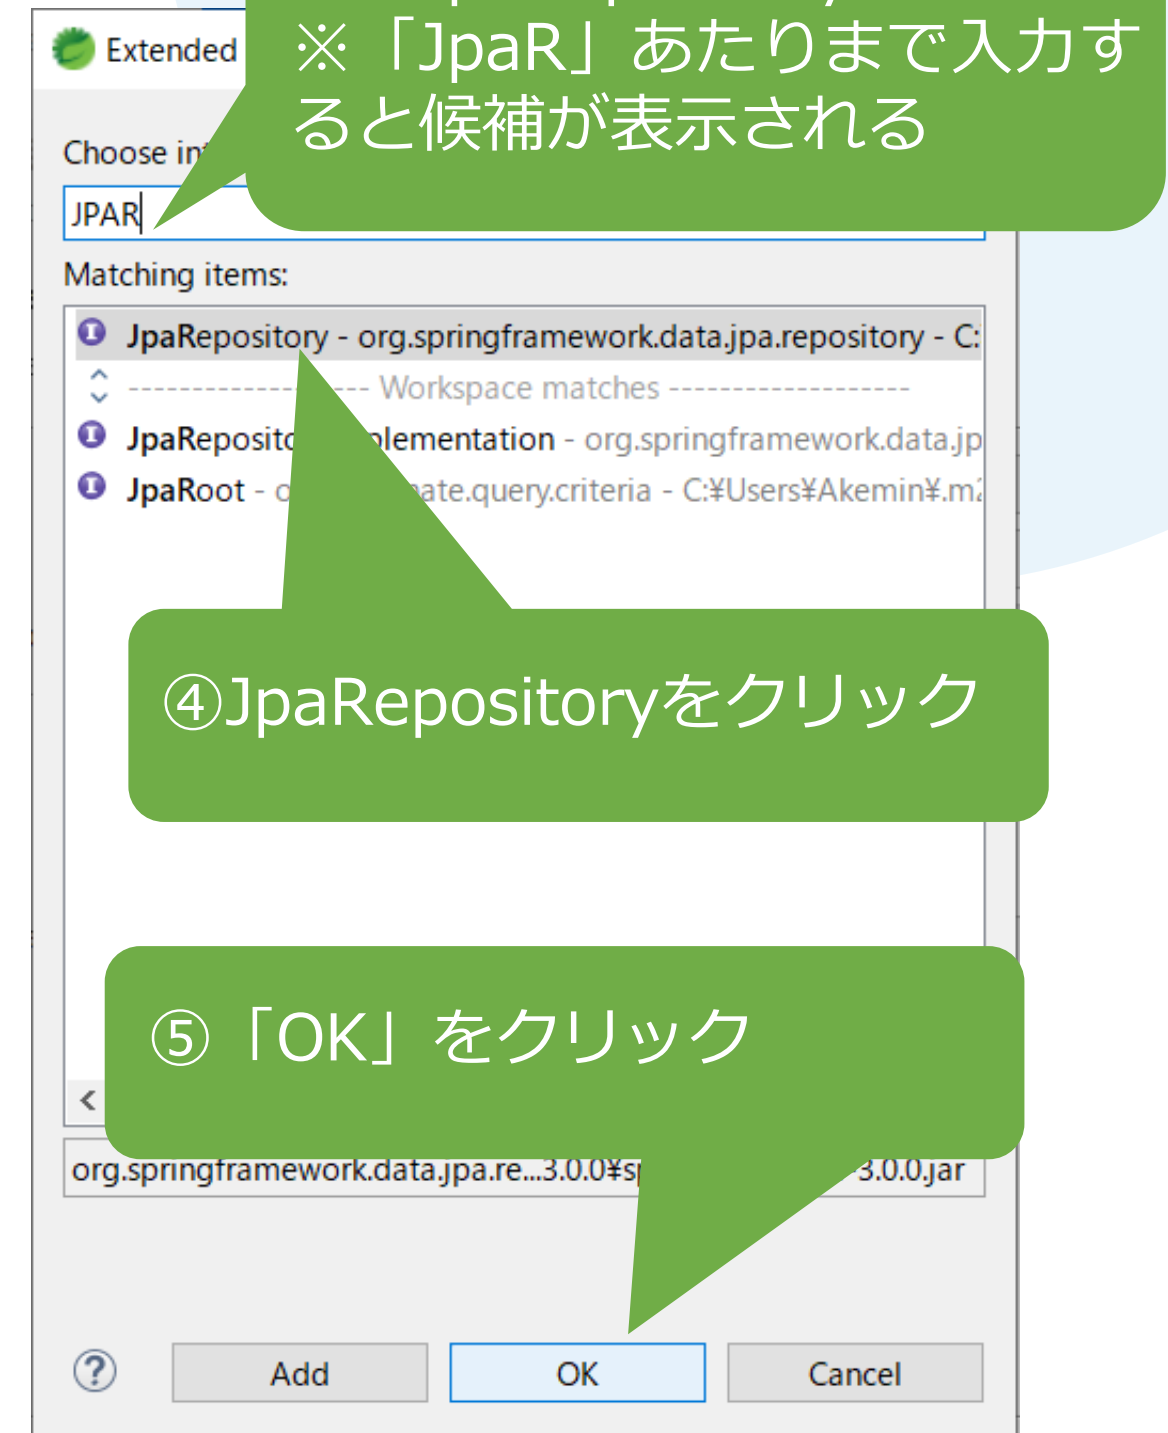 Extended
※「JpaR」あたりまで入力す
ると候補が表示される
Choose
JPAR
Matching items:
JpaRepository - org.springframework.data.jpa.repository - C:
------------------- Workspace matches -------------------
JpaReposito plementation - org.springframework.data.jp
JpaRoot - o ate.query.criteria - C:¥Users¥Akemin¥.m2
④JpaRepositoryをクリック
⑤「OK」をクリック
org.springframework.data.jpa.re...3.0.0¥s 3.0.0.jar
Add
OK
Cancel